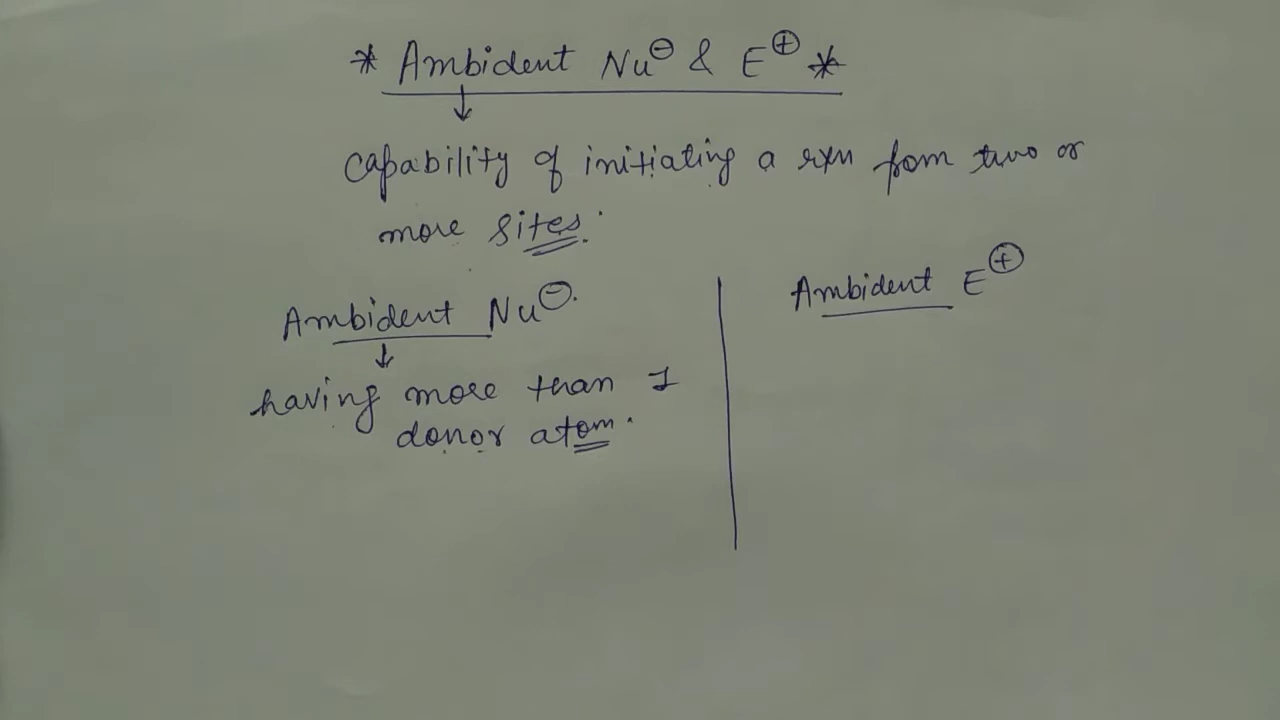 * Ambident Nu⊖ & E⊕ *
capability of initiating a rxn from two or
more sites.
Ambident Nu⊖.
having more than 1
donor atom.
Ambident E⊕